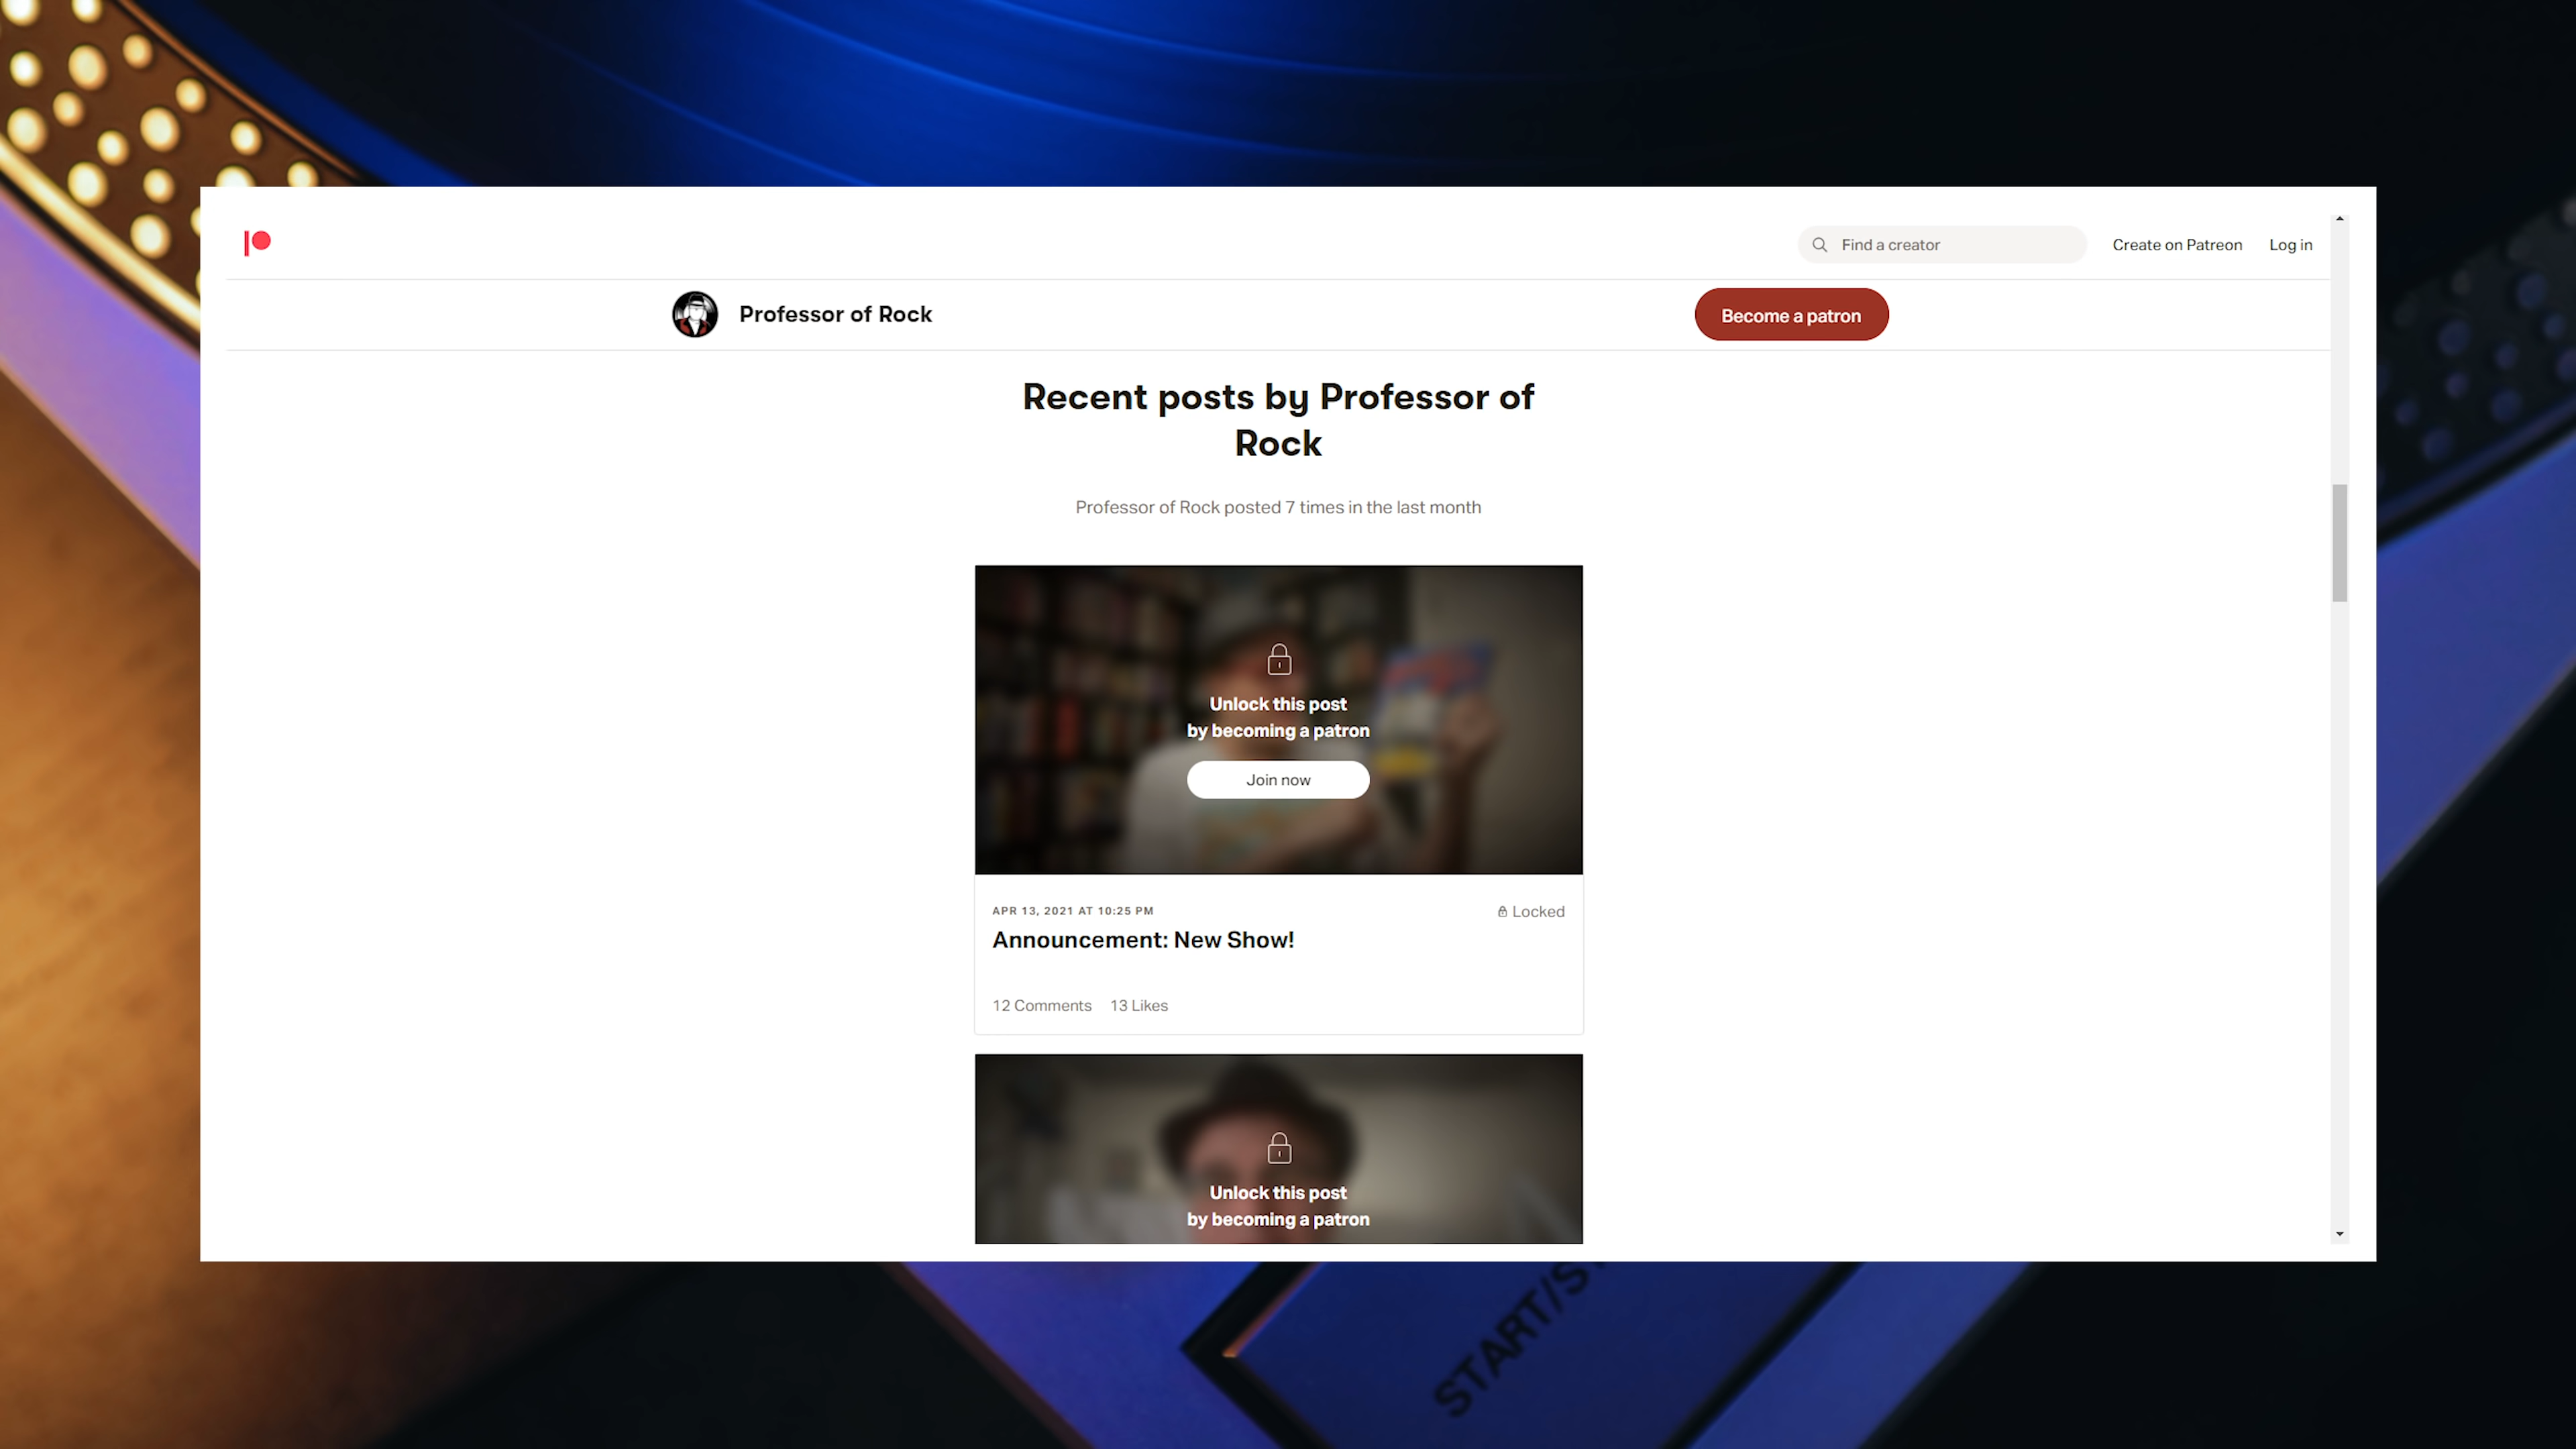 Find a creator
Create on Patreon
Log in
Professor of Rock
Become a patron
Recent posts by Professor of
Rock
Professor of Rock posted 7 times in the last month
Unlock this post
by becoming a patron
Join now
APR 13, 2021 AT 10:25 PM
Locked
Announcement: New Show!
12 Comments
13 Likes
Unlock this post
by becoming a patron
START/S